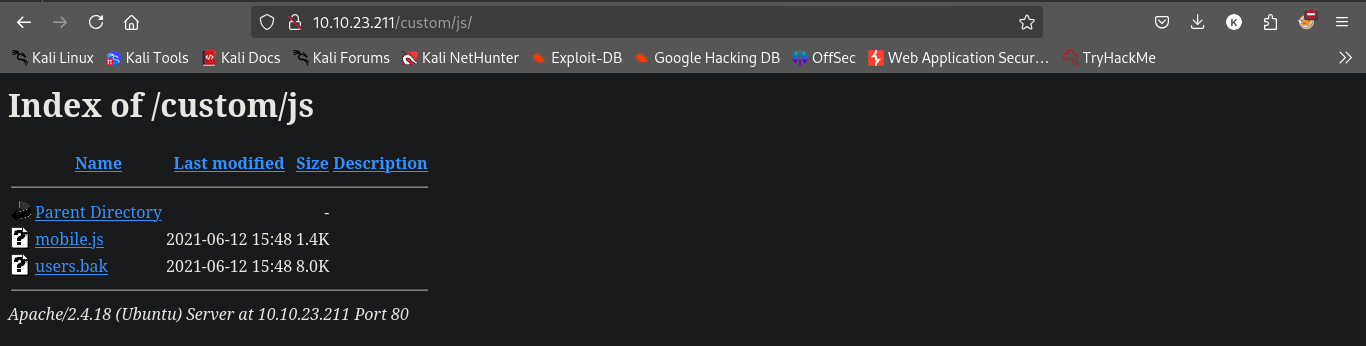 10.10.23.211/custom/js/
Kali Linux Kali Tools Kali Docs Kali Forums Kali NetHunter Exploit-DB Google Hacking DB OffSec Web Application Secur… TryHackMe
Index of /custom/js
Name Last modified Size Description
Parent Directory -
mobile.js 2021-06-12 15:48 1.4K
users.bak 2021-06-12 15:48 8.0K
Apache/2.4.18 (Ubuntu) Server at 10.10.23.211 Port 80